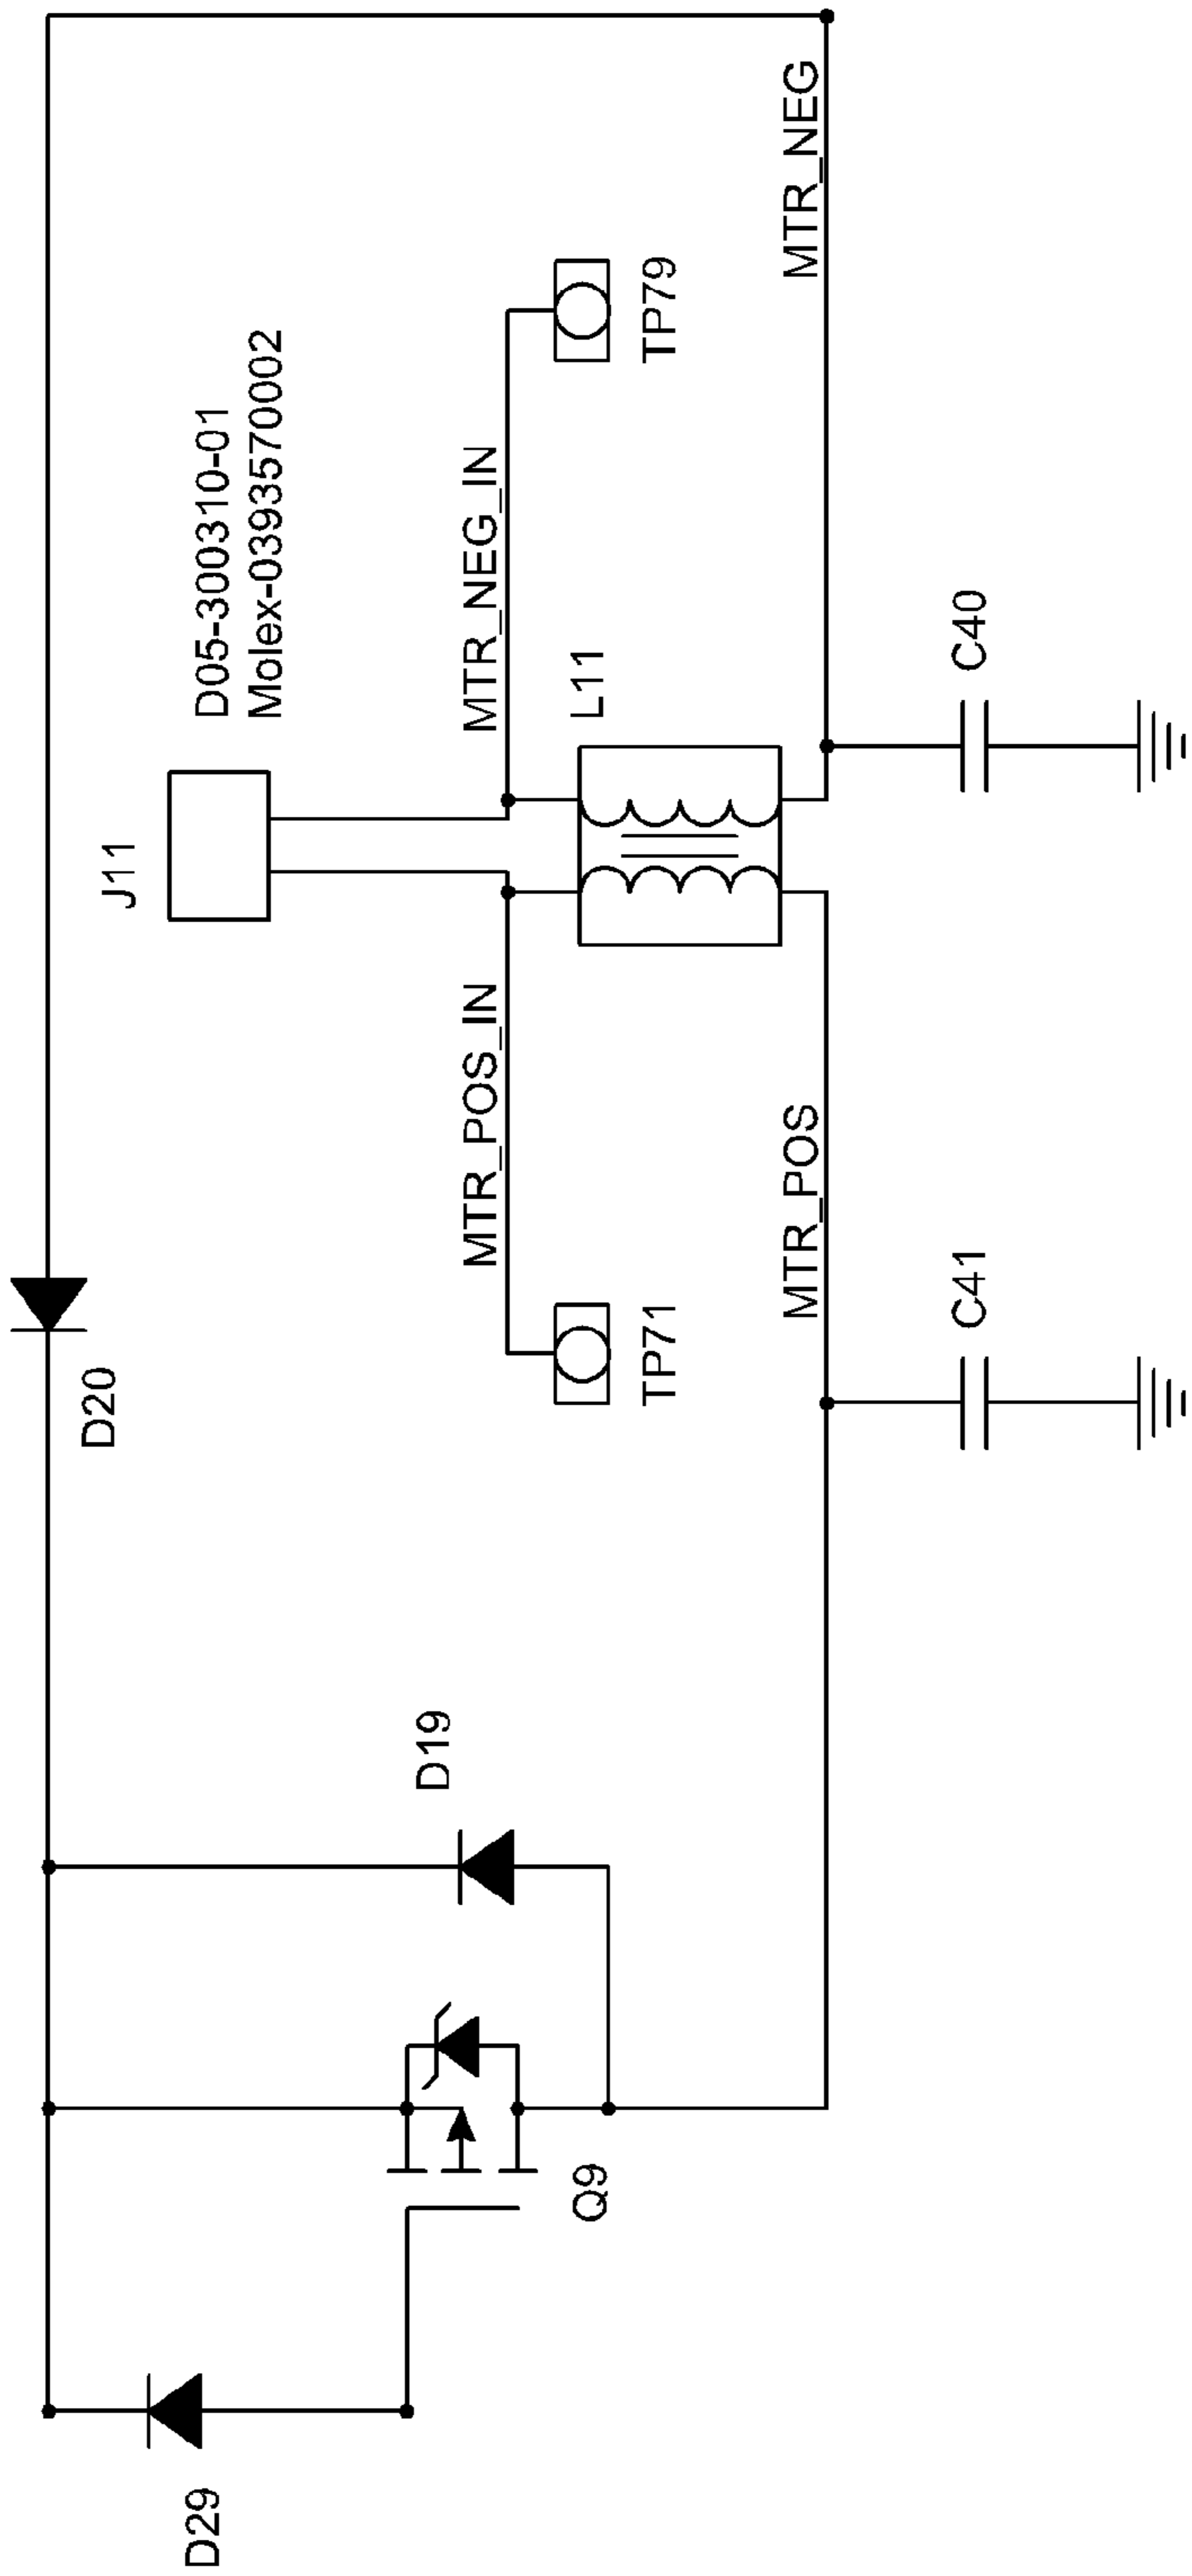 D29
Q9
D19
D20
J11
D05-300310-01
Molex-0393570002
MTR_POS_IN
MTR_NEG_IN
TP71
L11
TP79
MTR_POS
MTR_NEG
C41
C40